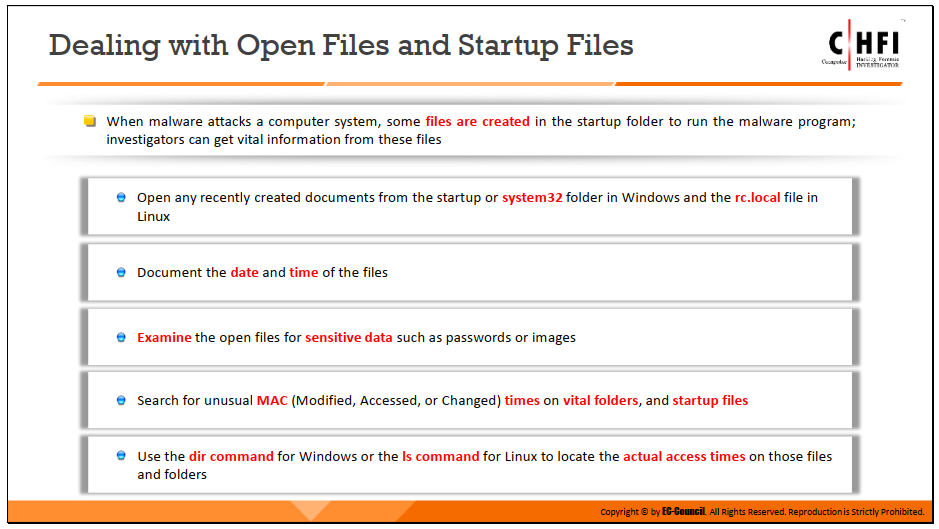 Dealing with Open Files and Startup Files
CHFI
Computer Hacking Forensic
INVESTIGATOR
When malware attacks a computer system, some files are created in the startup folder to run the malware program;
investigators can get vital information from these files
Open any recently created documents from the startup or system32 folder in Windows and the rc.local file in
Linux
Document the date and time of the files
Examine the open files for sensitive data such as passwords or images
Search for unusual MAC (Modified, Accessed, or Changed) times on vital folders, and startup files
Use the dir command for Windows or the ls command for Linux to locate the actual access times on those files
and folders
Copyright © by EC-Council. All Rights Reserved. Reproduction is Strictly Prohibited.